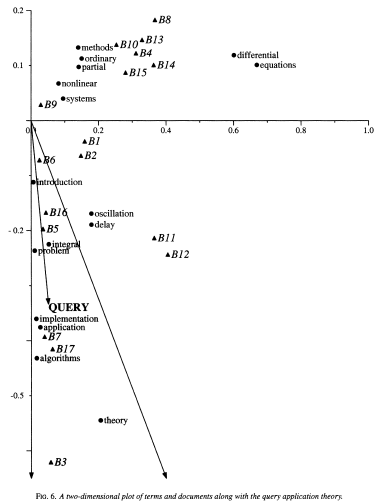 0.2
B8
B13
methods
B10
ordinary
B4
differential
partial
B14
equations
0.1
B15
nonlinear
systems
B9
0.0
0.2
0.4
0.6
0.8
1.0
B1
B2
B6
introduction
B16
oscillation
B5
delay
- 0.2
integral
B11
problem
B12
QUERY
implementation
application
B7
B17
algorithms
-0.5
theory
B3
FIG. 6. A two-dimensional plot of terms and documents along with the query application theory.